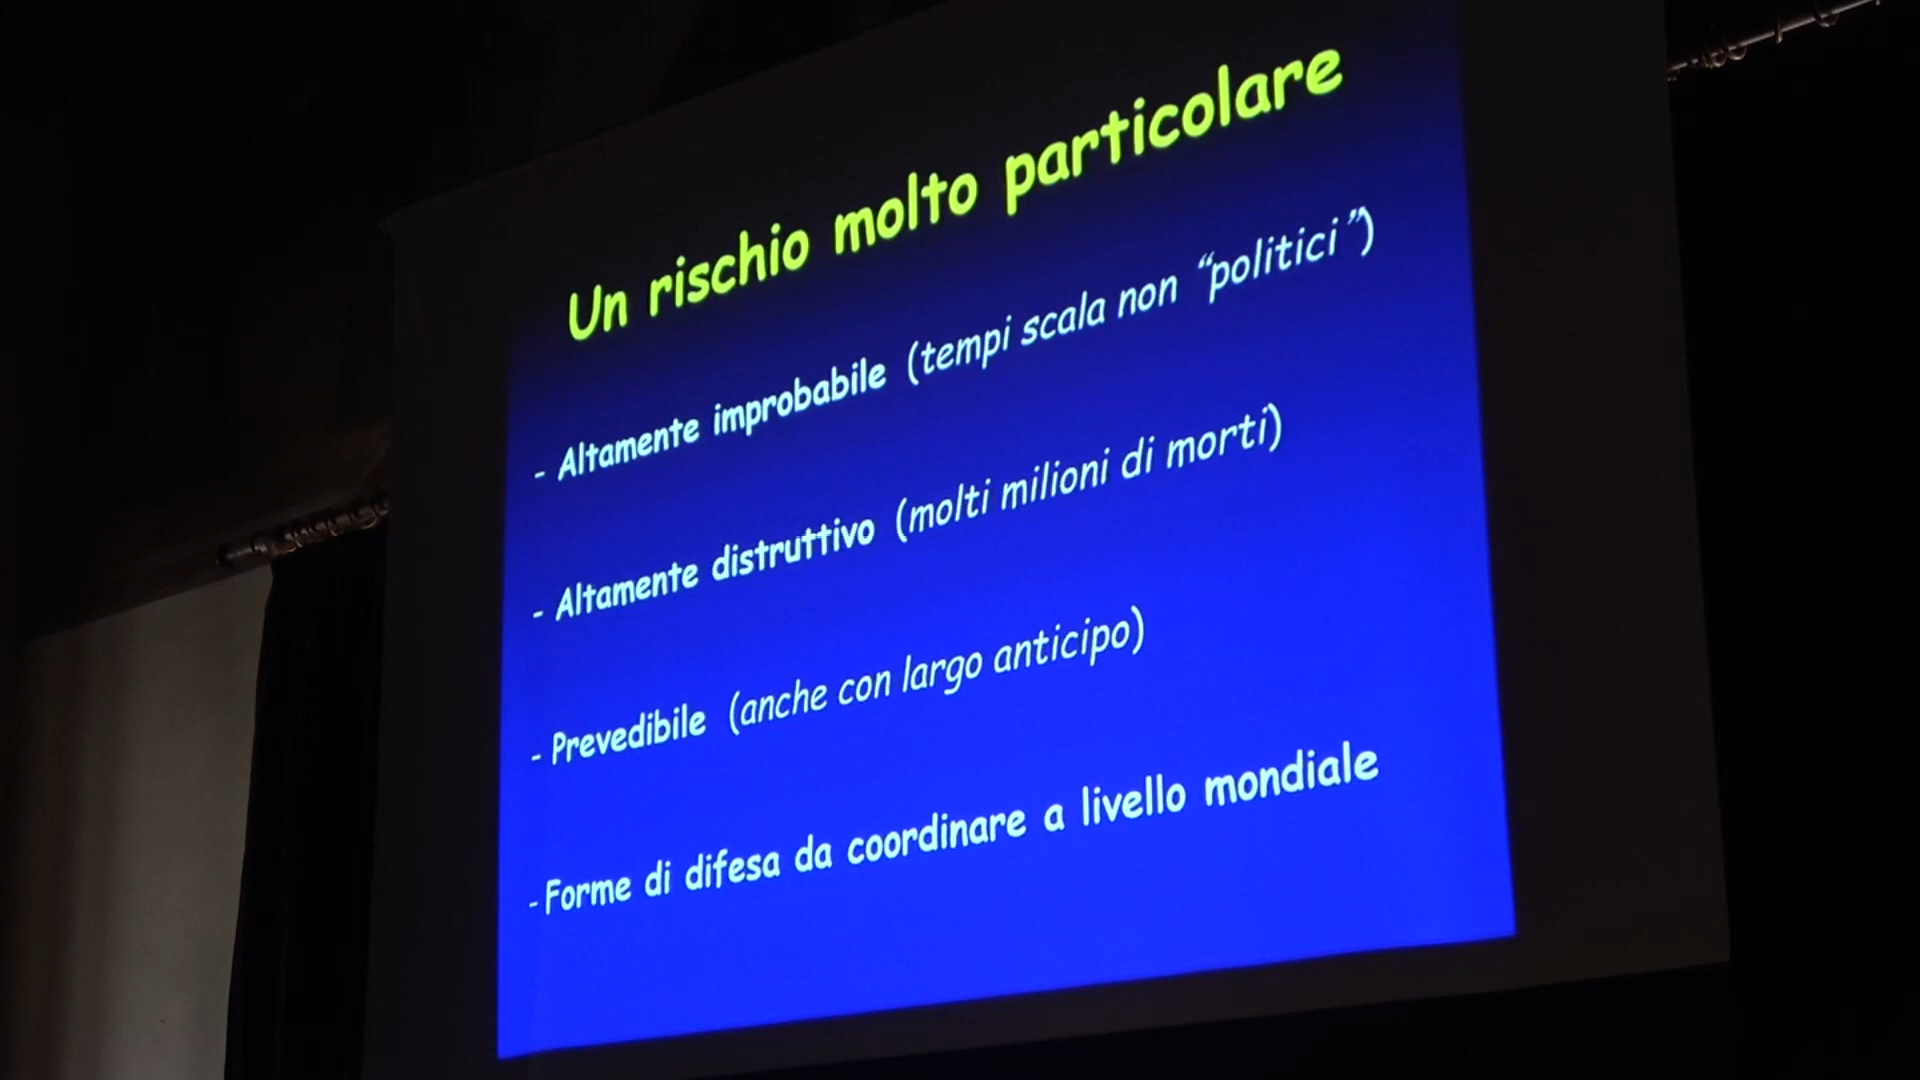 Un rischio molto particolare
- Altamente improbabile (tempi scala non “politici”)
- Altamente distruttivo (molti milioni di morti)
- Prevedibile (anche con largo anticipo)
- Forme di difesa da coordinare a livello mondiale